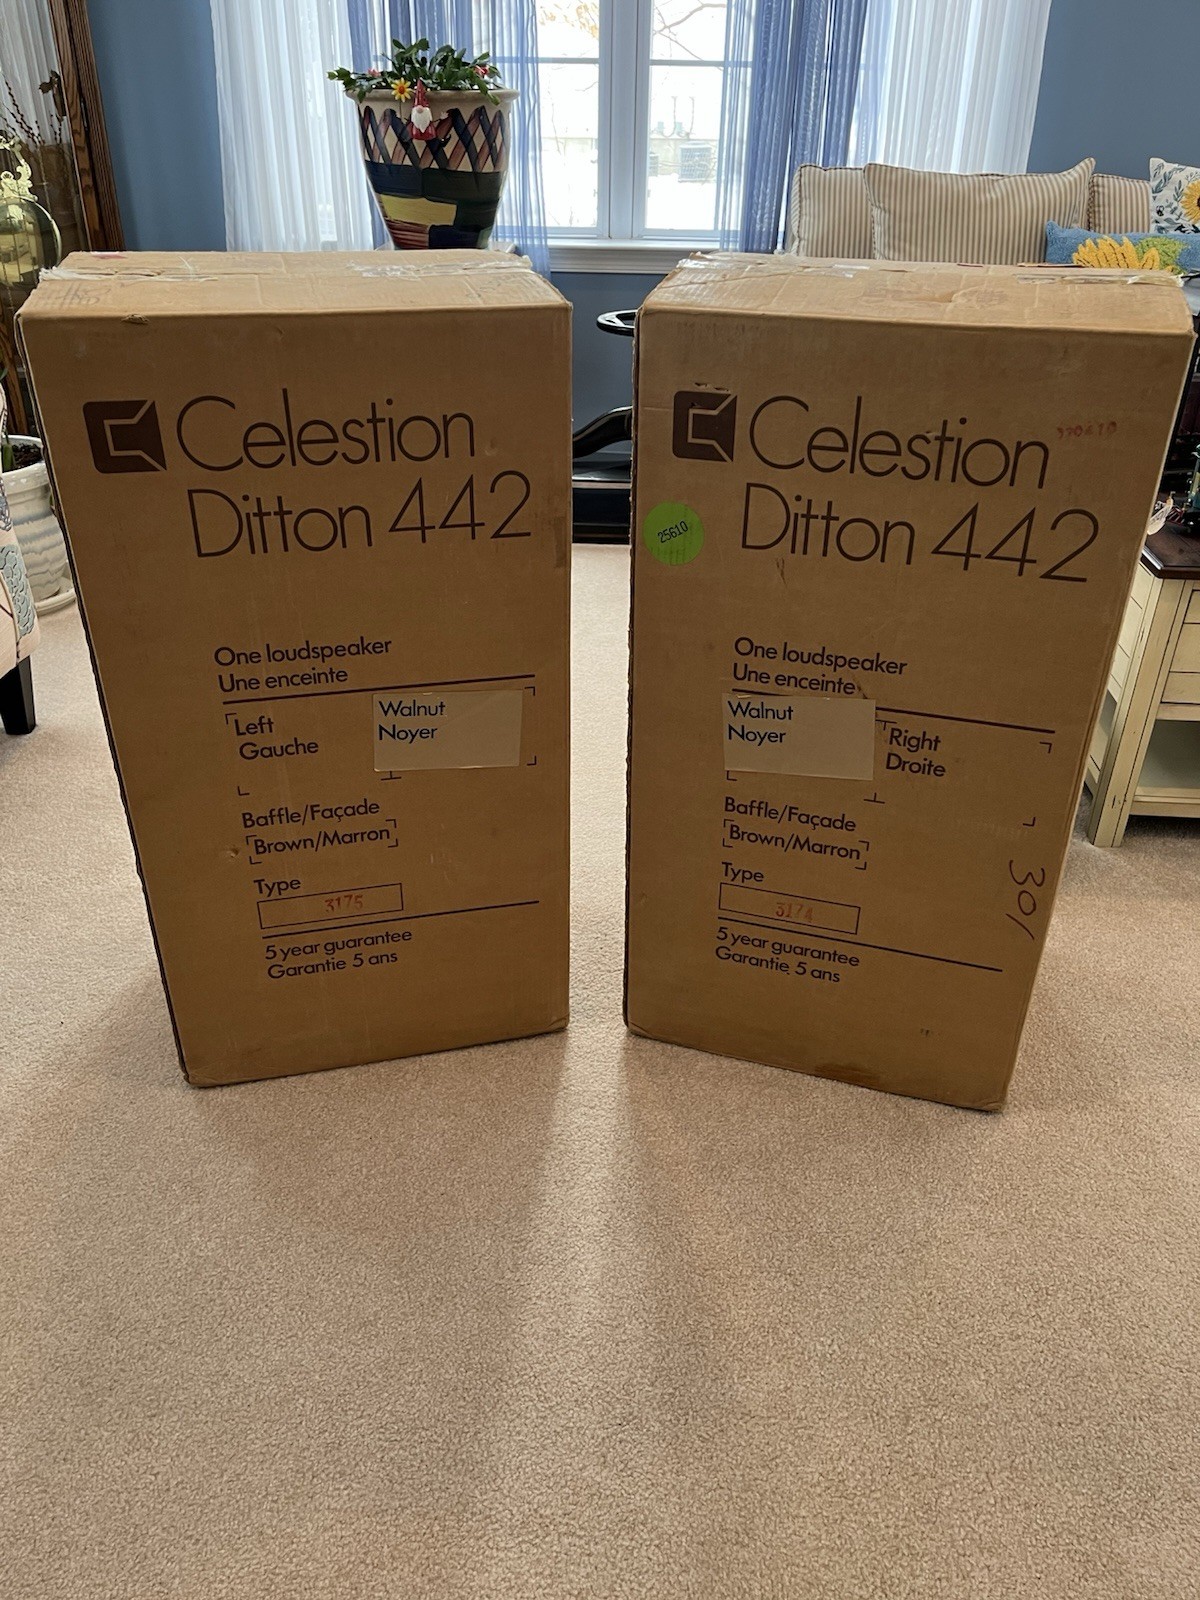 Celestion
Ditton 442
One loudspeaker
Une enceinte
Left
Gauche
Walnut
Noyer
Baffle/Façade
Brown/Marron
Type
3175
5 year guarantee
Garantie 5 ans
Celestion
Ditton 442
25610
One loudspeaker
Une enceinte
Walnut
Noyer
Right
Droite
Baffle/Façade
Brown/Marron
Type
3174
5 year guarantee
Garantie 5 ans
301